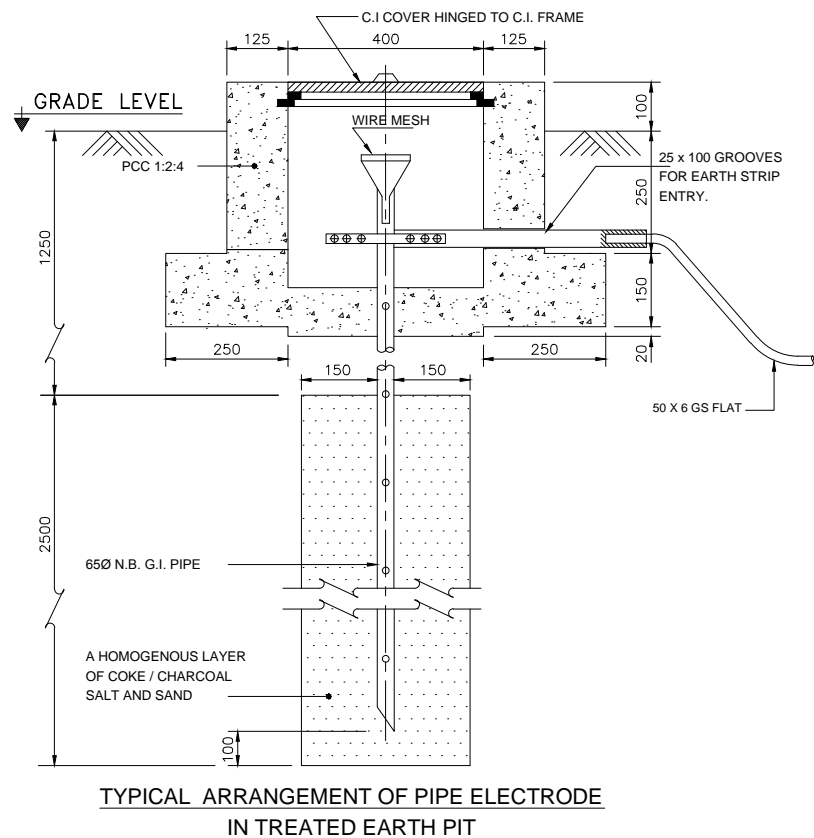 C.I COVER HINGED TO C.I. FRAME
125
400
125
GRADE LEVEL
100
WIRE MESH
PCC 1:2:4
25 x 100 GROOVES
FOR EARTH STRIP
ENTRY.
250
1250
150
250
250
20
150
150
50 X 6 GS FLAT
2500
65Ø N.B. G.I. PIPE
A HOMOGENOUS LAYER
OF COKE / CHARCOAL
SALT AND SAND
100
TYPICAL ARRANGEMENT OF PIPE ELECTRODE
IN TREATED EARTH PIT